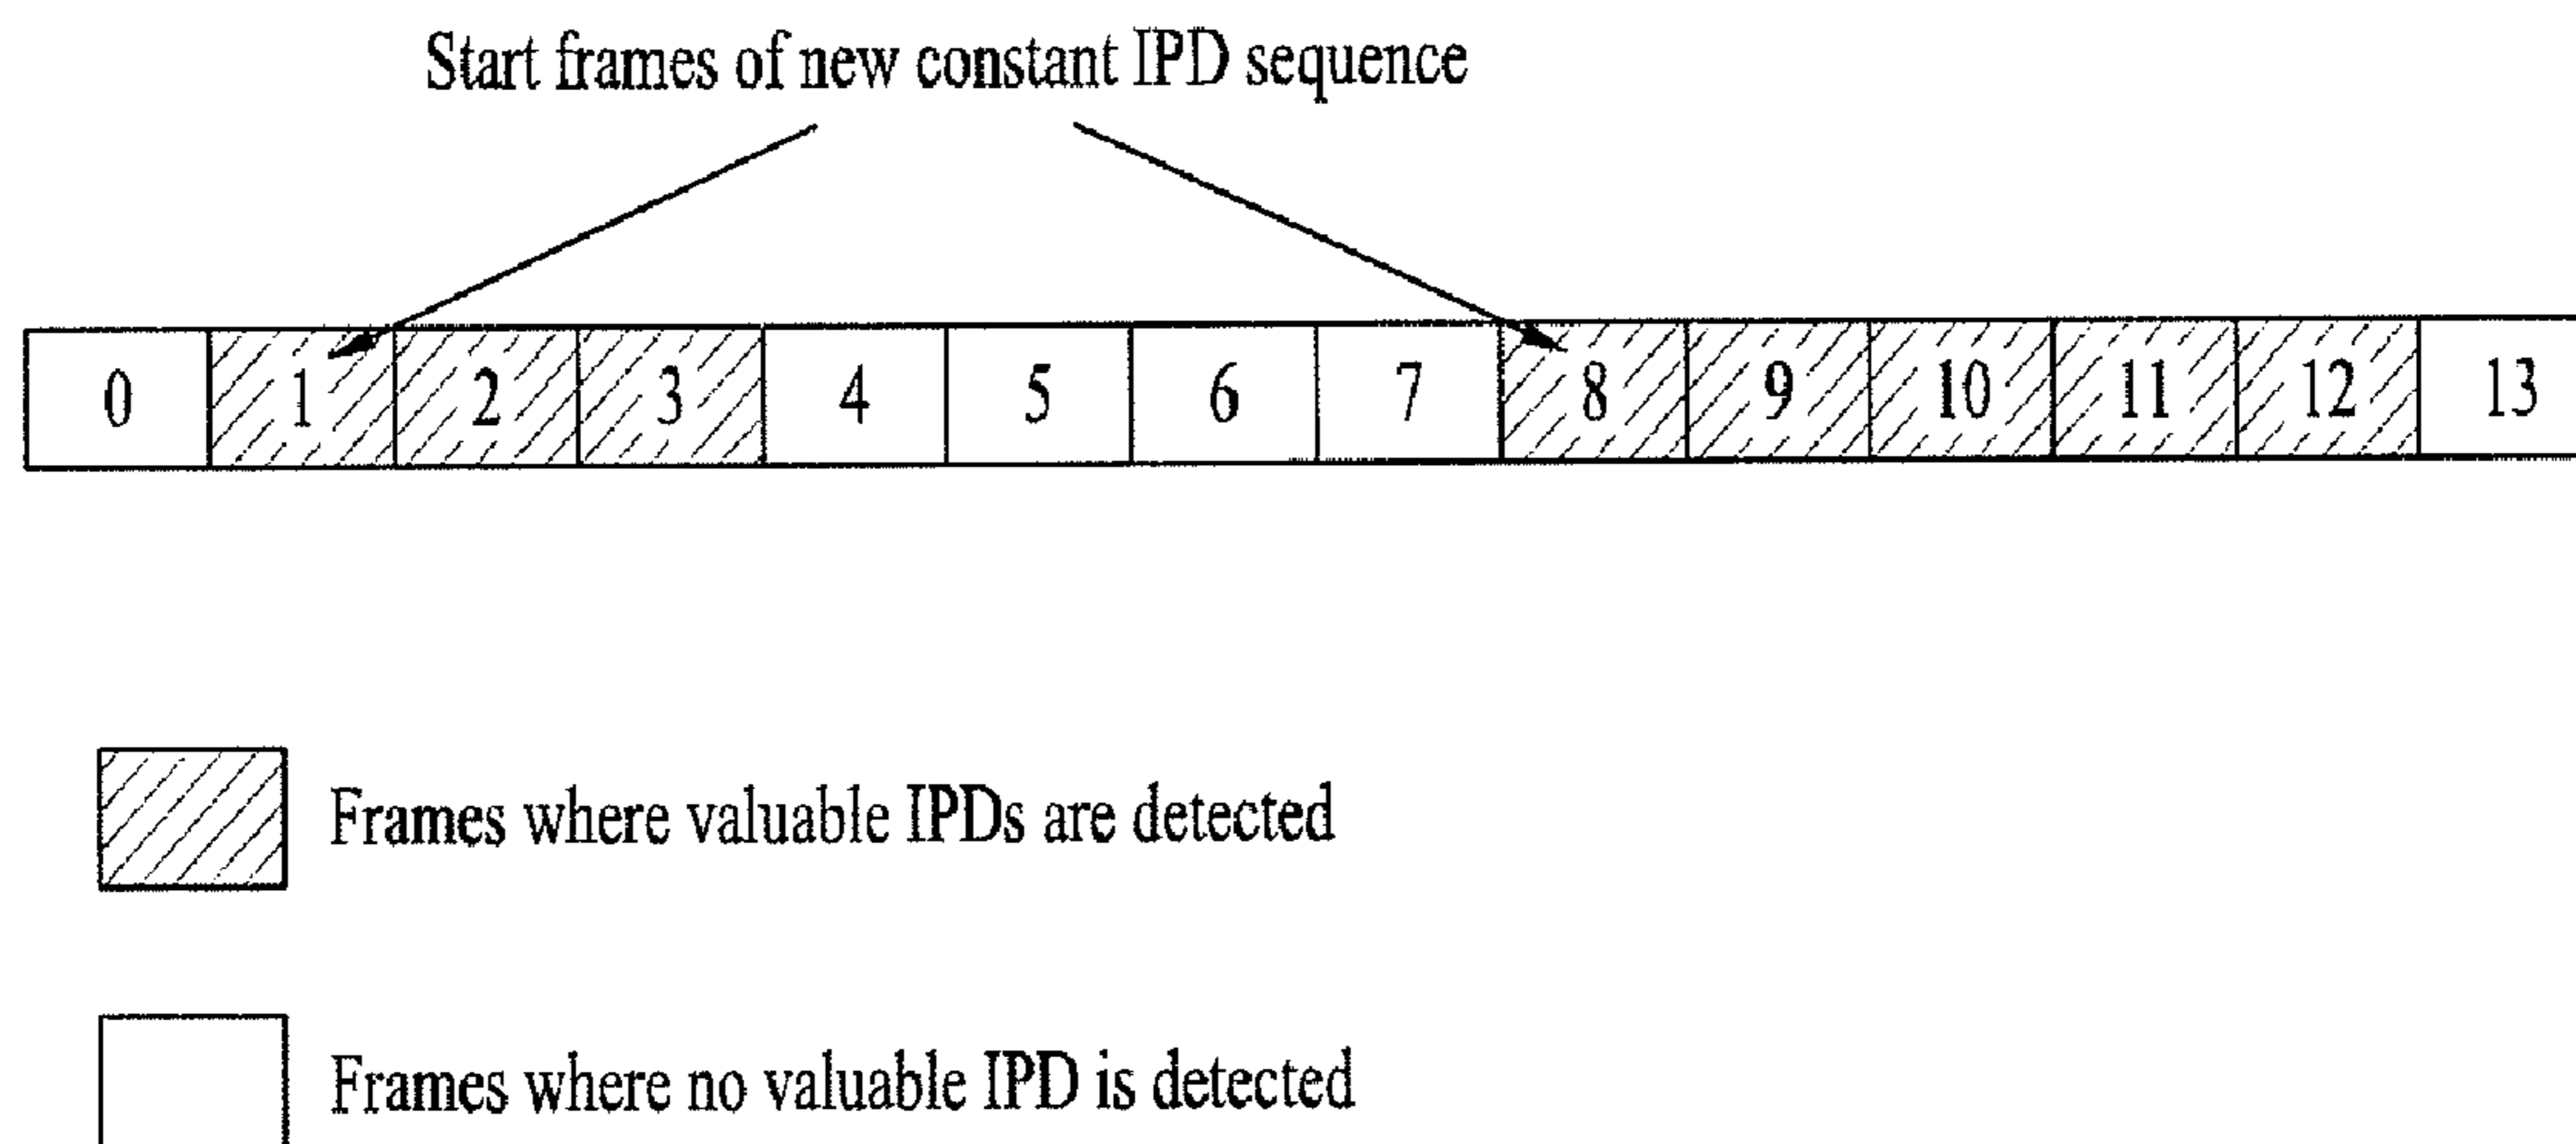 Start frames of new constant IPD sequence
0 1 2 3 4 5 6 7 8 9 10 11 12 13
Frames where valuable IPDs are detected
Frames where no valuable IPD is detected